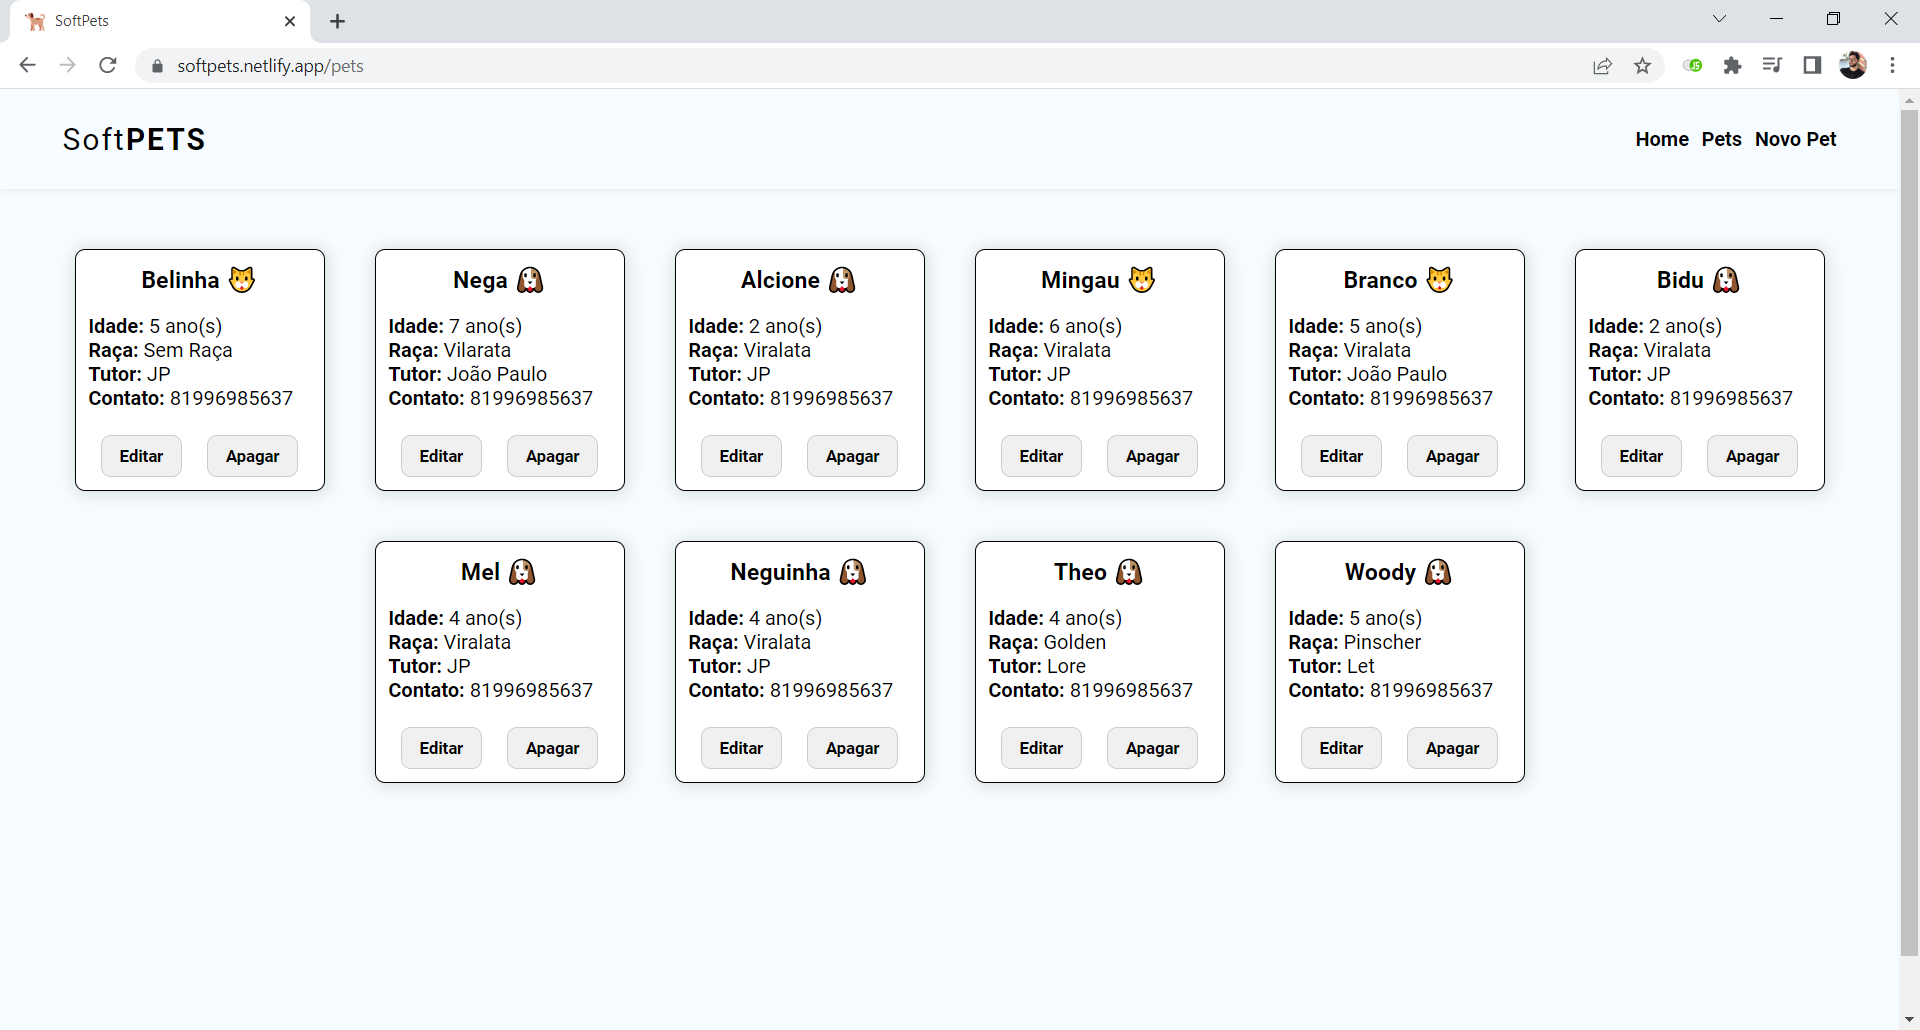 SoftPets
softpets.netlify.app/pets
SoftPETS
Home Pets Novo Pet
Belinha
Idade: 5 ano(s)
Raça: Sem Raça
Tutor: JP
Contato: 81996985637
Editar Apagar
Nega
Idade: 7 ano(s)
Raça: Vilarata
Tutor: João Paulo
Contato: 81996985637
Editar Apagar
Alcione
Idade: 2 ano(s)
Raça: Viralata
Tutor: JP
Contato: 81996985637
Editar Apagar
Mingau
Idade: 6 ano(s)
Raça: Viralata
Tutor: JP
Contato: 81996985637
Editar Apagar
Branco
Idade: 5 ano(s)
Raça: Viralata
Tutor: João Paulo
Contato: 81996985637
Editar Apagar
Bidu
Idade: 2 ano(s)
Raça: Viralata
Tutor: JP
Contato: 81996985637
Editar Apagar
Mel
Idade: 4 ano(s)
Raça: Viralata
Tutor: JP
Contato: 81996985637
Editar Apagar
Neguinha
Idade: 4 ano(s)
Raça: Viralata
Tutor: JP
Contato: 81996985637
Editar Apagar
Theo
Idade: 4 ano(s)
Raça: Golden
Tutor: Lore
Contato: 81996985637
Editar Apagar
Woody
Idade: 5 ano(s)
Raça: Pinscher
Tutor: Let
Contato: 81996985637
Editar Apagar